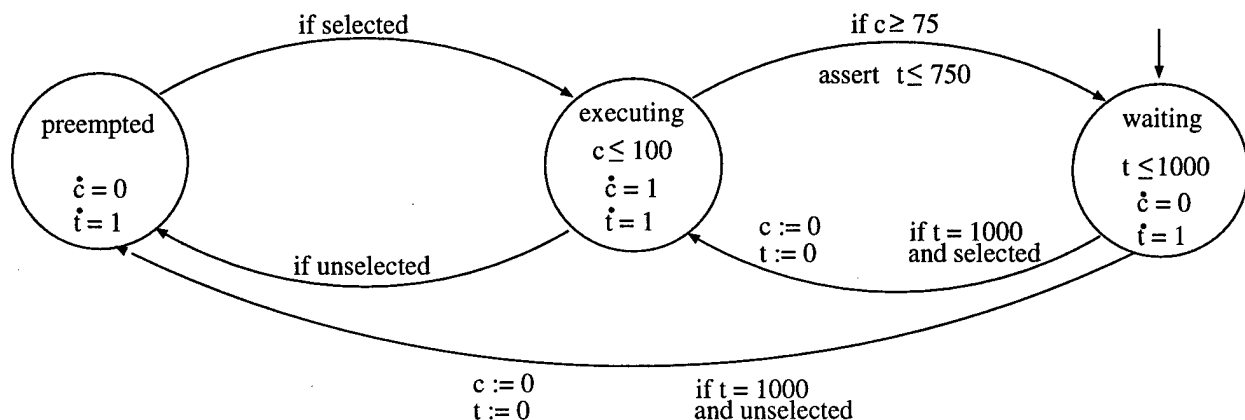 if selected
if c ≥ 75
assert t ≤ 750
preempted
ċ = 0
ṫ = 1
executing
c ≤ 100
ċ = 1
ṫ = 1
waiting
t ≤ 1000
ċ = 0
ṫ = 1
if unselected
c := 0
t := 0
if t = 1000
and selected
c := 0
t := 0
if t = 1000
and unselected